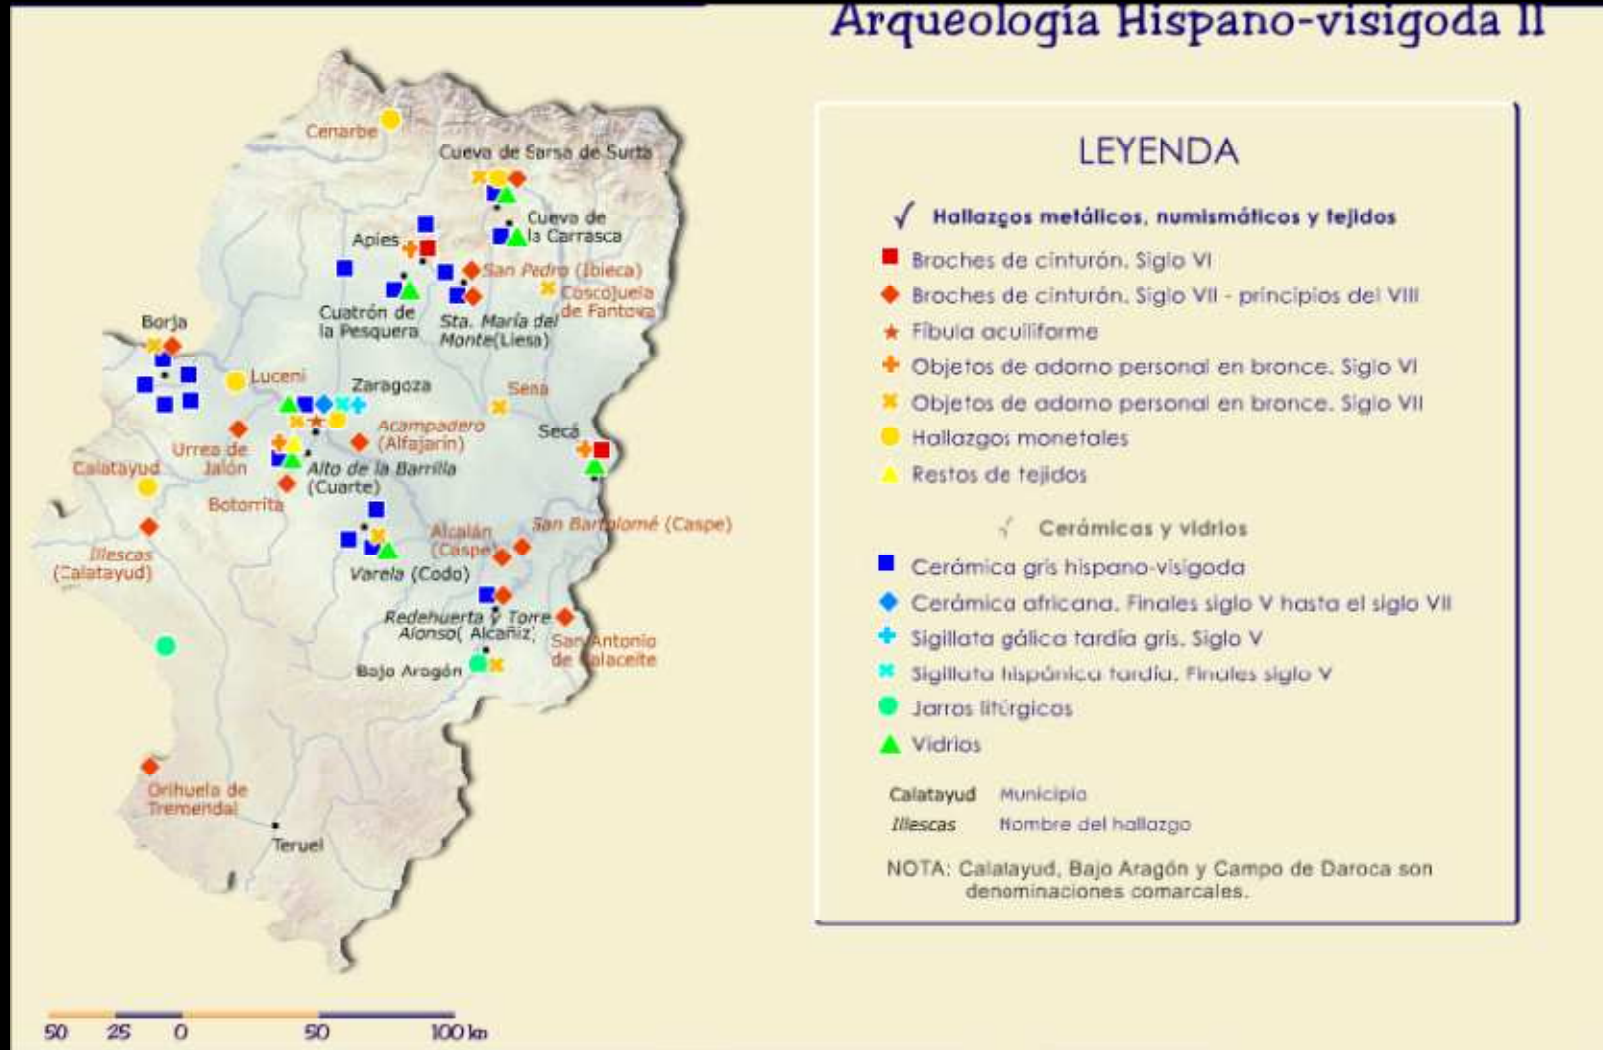 Arqueología Hispano-visigoda II
Cenarbe
Cueva de Sarsa de Surta
Cueva de
la Carrasca
Apies
San Pedro (Ibieca)
Coscojuela
de Fantova
Cuatrón de
la Pesquera
Sta. María del
Monte(Liesa)
Borja
Luceni
Zaragoza
Sena
Acampadero
(Alfajarín)
Secá
Urrea de
Jalón
Calatayud
Alto de la Barrilla
(Cuarte)
Botorrita
Alcalán
(Caspe)
San Bartolomé (Caspe)
Illescas
(Calatayud)
Varela (Codo)
Redehuerta y Torre
Alonso( Alcañiz,
San Antonio
de Calaceite
Bajo Aragón
Orihuela de
Tremendal
Teruel
50 25 0 50 100 km
LEYENDA
√ Hallazgos metálicos, numismáticos y tejidos
Broches de cinturón. Siglo VI
Broches de cinturón. Siglo VII - principios del VIII
Fíbula acuiliforme
Objetos de adorno personal en bronce. Siglo VI
Objetos de adorno personal en bronce. Siglo VII
Hallazgos monetales
Restos de tejidos
√ Cerámicas y vidrios
Cerámica gris hispano-visigoda
Cerámica africana. Finales siglo V hasta el siglo VII
Sigillata gálica tardía gris. Siglo V
Sigillata hispánica tardía. Finales siglo V
Jarros litúrgicos
Vidrios
Calatayud Municipio
Illescas Nombre del hallazgo
NOTA: Calatayud, Bajo Aragón y Campo de Daroca son
denominaciones comarcales.